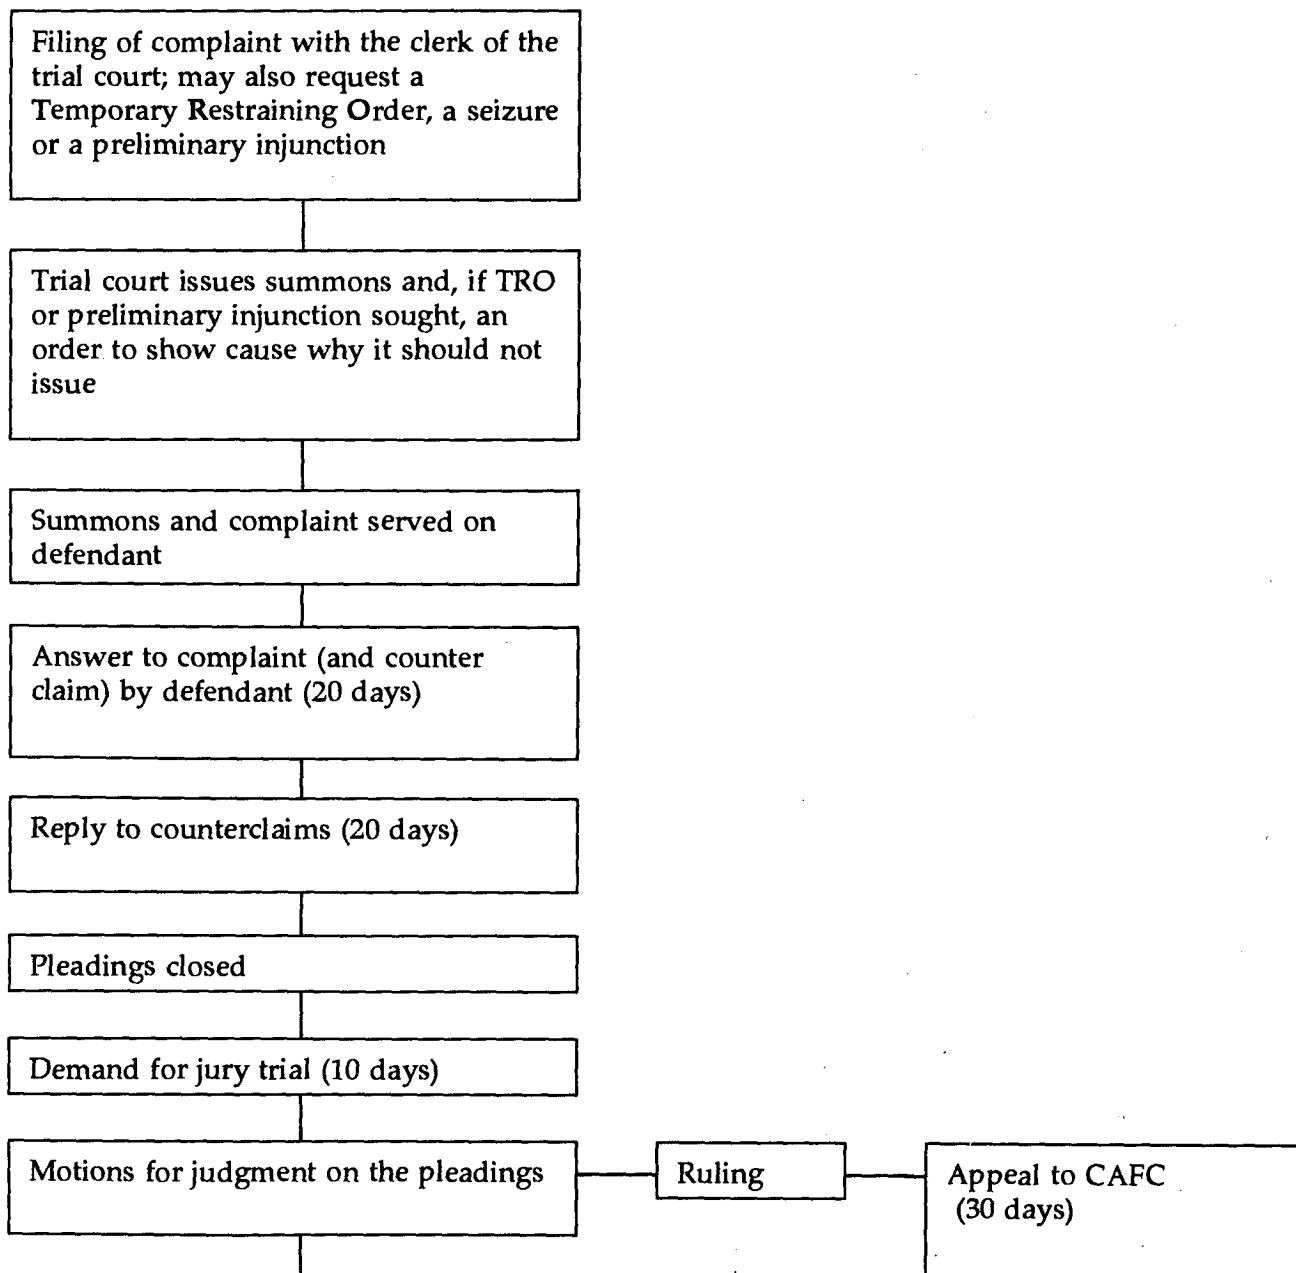 Filing of complaint with the clerk of the
trial court; may also request a
Temporary Restraining Order, a seizure
or a preliminary injunction
Trial court issues summons and, if TRO
or preliminary injunction sought, an
order to show cause why it should not
issue
Summons and complaint served on
defendant
Answer to complaint (and counter
claim) by defendant (20 days)
Reply to counterclaims (20 days)
Pleadings closed
Demand for jury trial (10 days)
Motions for judgment on the pleadings
Ruling
Appeal to CAFC
(30 days)